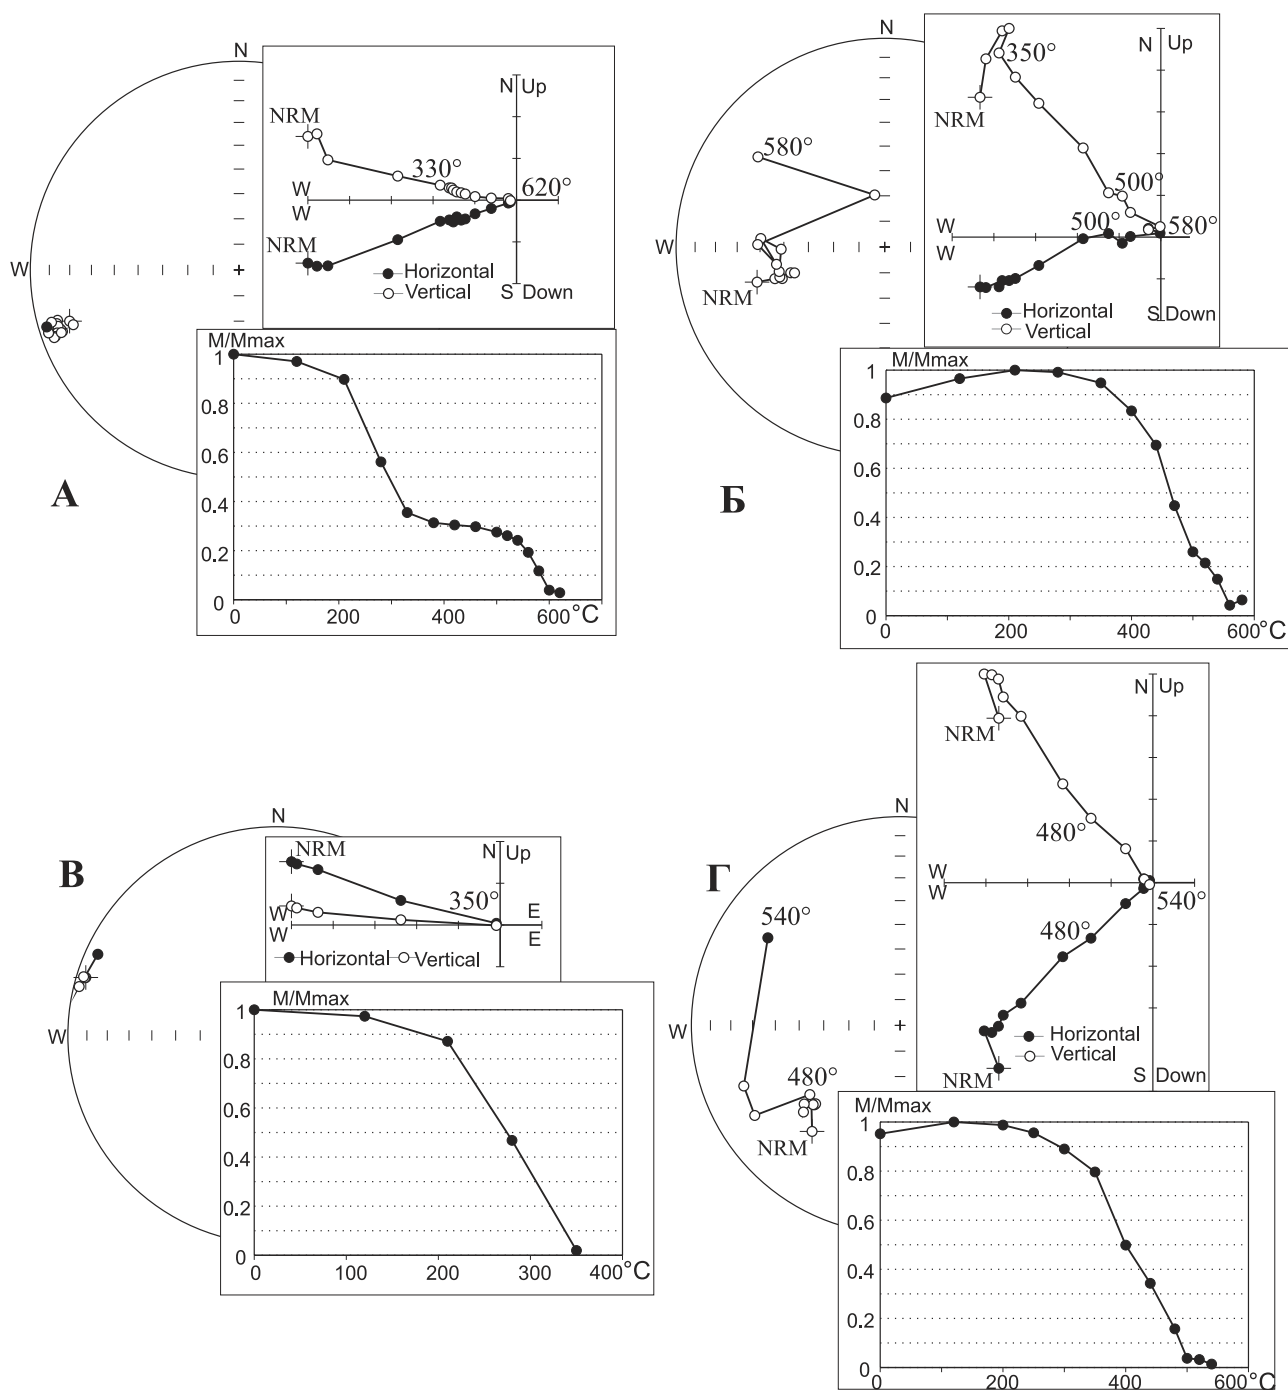 N
W
NRM
330°
N Up
W
W
620°
NRM
Horizontal
Vertical
S Down
M/Mmax
1
0.8
0.6
0.4
0.2
0
0 200 400 600 °C
А
N
W
580°
NRM
N Up
350°
NRM
500°
W
W
500°
580°
Horizontal
Vertical
S Down
M/Mmax
1
0.8
0.6
0.4
0.2
0
0 200 400 600 °C
Б
N
W
NRM
N Up
350°
W E
W E
Horizontal Vertical
M/Mmax
1
0.8
0.6
0.4
0.2
0
0 100 200 300 400 °C
В
N
W
540°
480°
NRM
N Up
NRM
480°
W
W
540°
480°
Horizontal
Vertical
NRM
S Down
M/Mmax
1
0.8
0.6
0.4
0.2
0
0 200 400 600 °C
Г